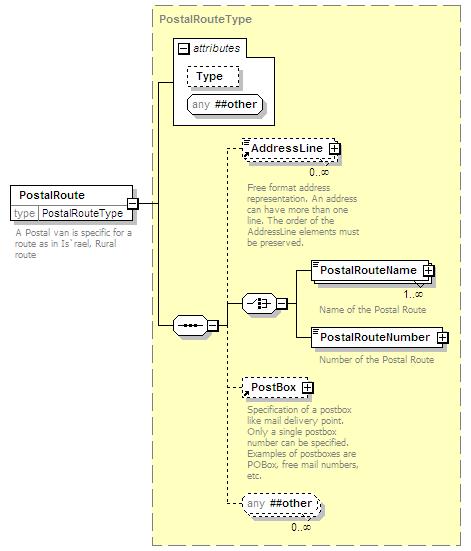 PostalRouteType
attributes
Type
any ##other
AddressLine
0..∞
Free format address
representation. An address
can have more than one
line. The order of the
AddressLine elements must
be preserved.
PostalRoute
type PostalRouteType
A Postal van is specific for a
route as in Is`rael, Rural
route
PostalRouteName
1..∞
Name of the Postal Route
PostalRouteNumber
Number of the Postal Route
PostBox
Specification of a postbox
like mail delivery point.
Only a single postbox
number can be specified.
Examples of postboxes are
POBox, free mail numbers,
etc.
any ##other
0..∞